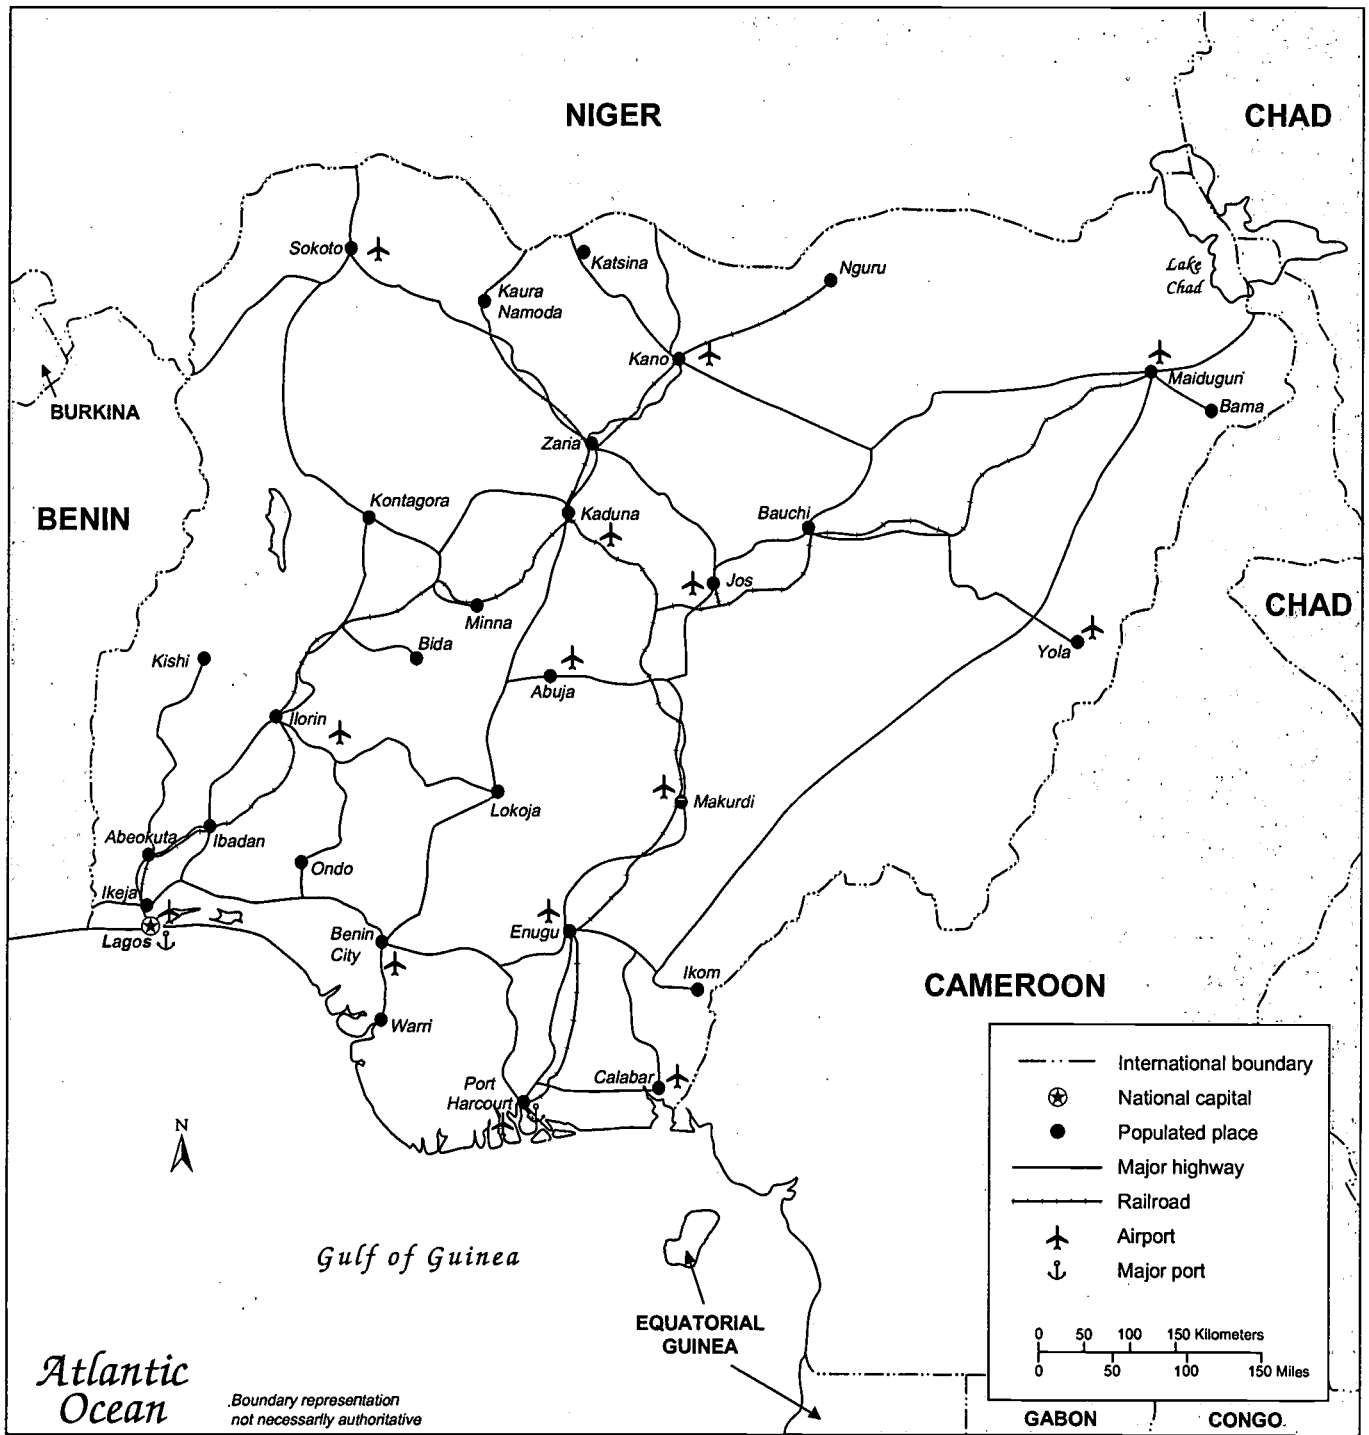 NIGER
CHAD
Sokoto
Katsina
Nguru
Kaura
Namoda
Lake
Chad
Kano
Maiduguri
BURKINA
Bama
Zaria
Kontagora
BENIN
Kaduna
Bauchi
Jos
CHAD
Minna
Bida
Kishi
Yola
Abuja
Ilorin
Makurdi
Lokoja
Abeokuta
Ibadan
Ondo
Ikeja
Lagos
Benin
City
Enugu
Ikom
CAMEROON
Warri
Port
Harcourt
Calabar
N
Gulf of Guinea
EQUATORIAL
GUINEA
Atlantic
Ocean
Boundary representation
not necessarily authoritative
International boundary
National capital
Populated place
Major highway
Railroad
Airport
Major port
0 50 100 150 Kilometers
0 50 100 150 Miles
GABON
CONGO